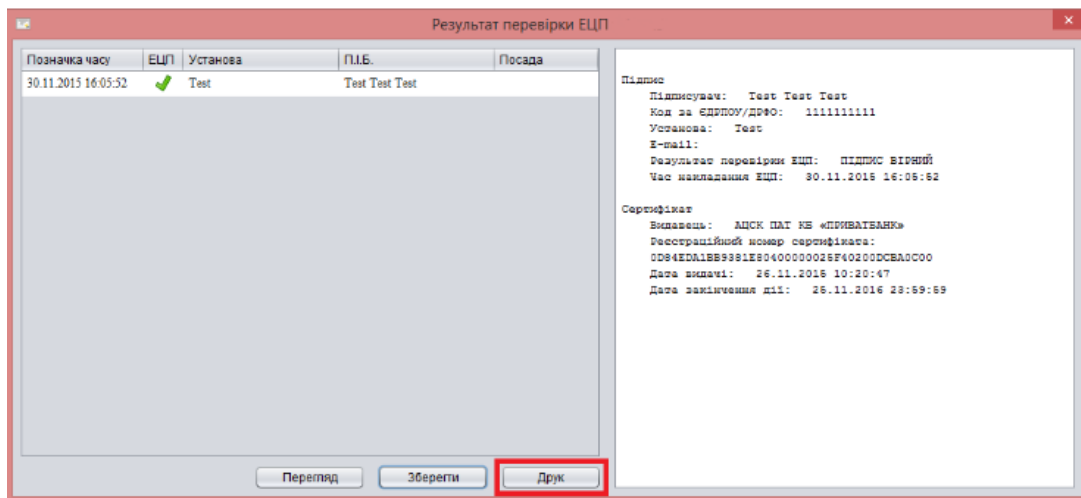 Результат перевірки ЕЦП
Позначка часу ЕЦП Установа П.І.Б. Посада
30.11.2015 16:05:52 Test Test Test Test
Підпис
Підписувач: Test Test Test
Код за ЄДРПОУ/ДРФО: 1111111111
Установа: Test
E-mail:
Результат перевірки ЕЦП: ПІДПИС ВІРНИЙ
Час накладання ЕЦП: 30.11.2015 16:05:52
Сертифікат
Видавець: АЦСК ПАТ КБ «ПРИВАТБАНК»
Реєстраційний номер сертифіката:
0D84EDA1BB9381E80400000025F40200DCBA0C00
Дата видачі: 26.11.2015 10:20:47
Дата закінчення дії: 25.11.2016 23:59:59
Перегляд Зберегти Друк